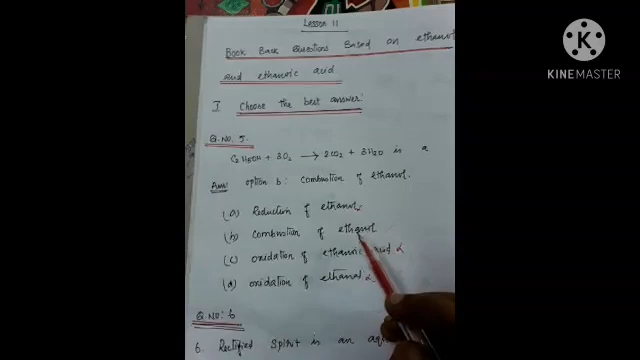 Lesson 11
Book Back Questions Based on ethanol
and ethanoic acid
I Choose the best answer:
Q.No: 5.
C2H5OH + 3O2 → 2CO2 + 3H2O is a
Ans: option b: Combustion of ethanol.
(a) Reduction of ethanol
(b) Combustion of ethanol
(c) oxidation of ethanoic acid
(d) oxidation of ethanal
Q.No: 6
6. Rectified spirit is an
KINEMASTER